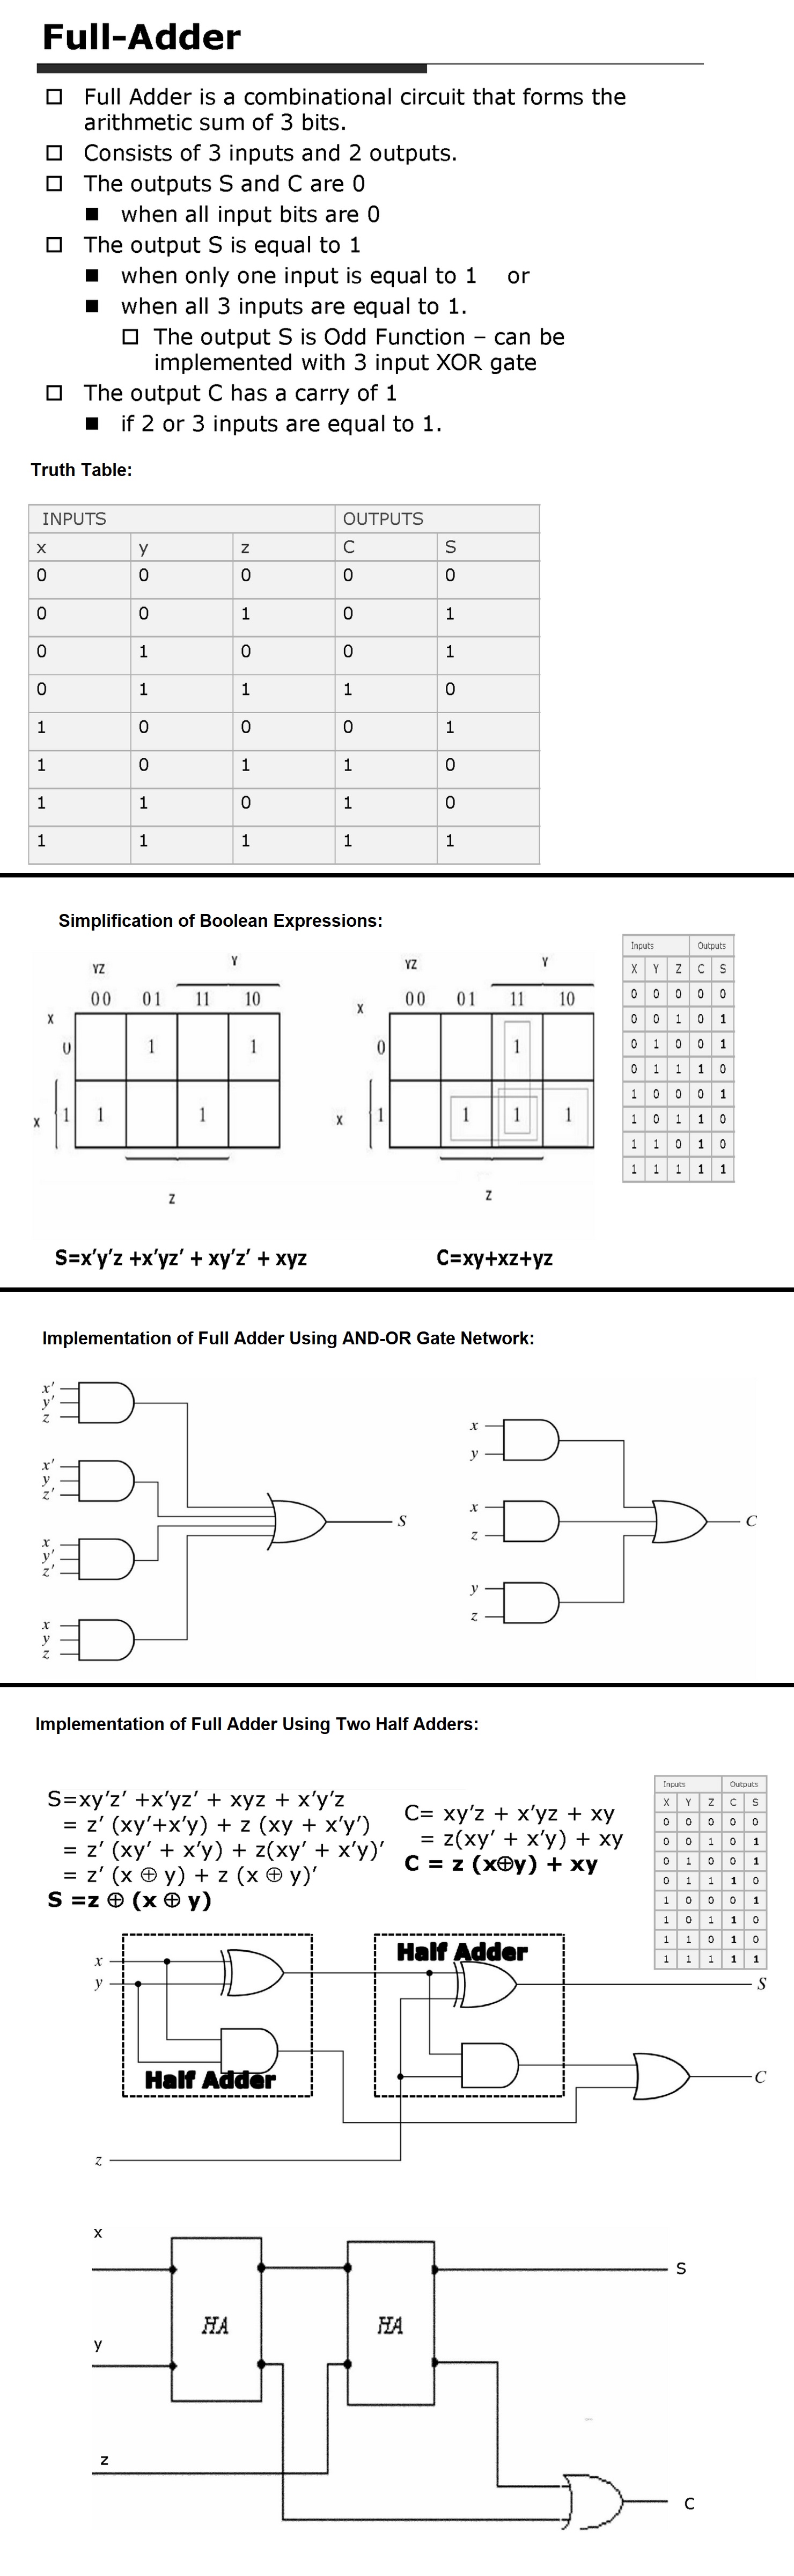 Full-Adder
Full Adder is a combinational circuit that forms the
arithmetic sum of 3 bits.
Consists of 3 inputs and 2 outputs.
The outputs S and C are 0
when all input bits are 0
The output S is equal to 1
when only one input is equal to 1 or
when all 3 inputs are equal to 1.
The output S is Odd Function – can be
implemented with 3 input XOR gate
The output C has a carry of 1
if 2 or 3 inputs are equal to 1.
Truth Table:
INPUTS OUTPUTS
x y z C S
0 0 0 0 0
0 0 1 0 1
0 1 0 0 1
0 1 1 1 0
1 0 0 0 1
1 0 1 1 0
1 1 0 1 0
1 1 1 1 1
Simplification of Boolean Expressions:
YZ Y
00 01 11 10
X
0 1 1
X 1 1 1
Z
S=x′y′z +x′yz′ + xy′z′ + xyz
YZ Y
00 01 11 10
X
0 1
X 1 1 1 1
Z
C=xy+xz+yz
Inputs Outputs
X Y Z C S
0 0 0 0 0
0 0 1 0 1
0 1 0 0 1
0 1 1 1 0
1 0 0 0 1
1 0 1 1 0
1 1 0 1 0
1 1 1 1 1
Implementation of Full Adder Using AND-OR Gate Network:
x′
y′
z
x′
y
z′
x
y′
z′
x
y
z
S
x
y
x
z
y
z
C
Implementation of Full Adder Using Two Half Adders:
S=xy′z′ +x′yz′ + xyz + x′y′z
= z′ (xy′+x′y) + z (xy + x′y′)
= z′ (xy′ + x′y) + z(xy′ + x′y)′
= z′ (x ⊕ y) + z (x ⊕ y)′
S =z ⊕ (x ⊕ y)
C= xy′z + x′yz + xy
= z(xy′ + x′y) + xy
C = z (x⊕y) + xy
Inputs Outputs
X Y Z C S
0 0 0 0 0
0 0 1 0 1
0 1 0 0 1
0 1 1 1 0
1 0 0 0 1
1 0 1 1 0
1 1 0 1 0
1 1 1 1 1
Half Adder
x
y
S
Half Adder
C
z
x
S
HA HA
y
z
C